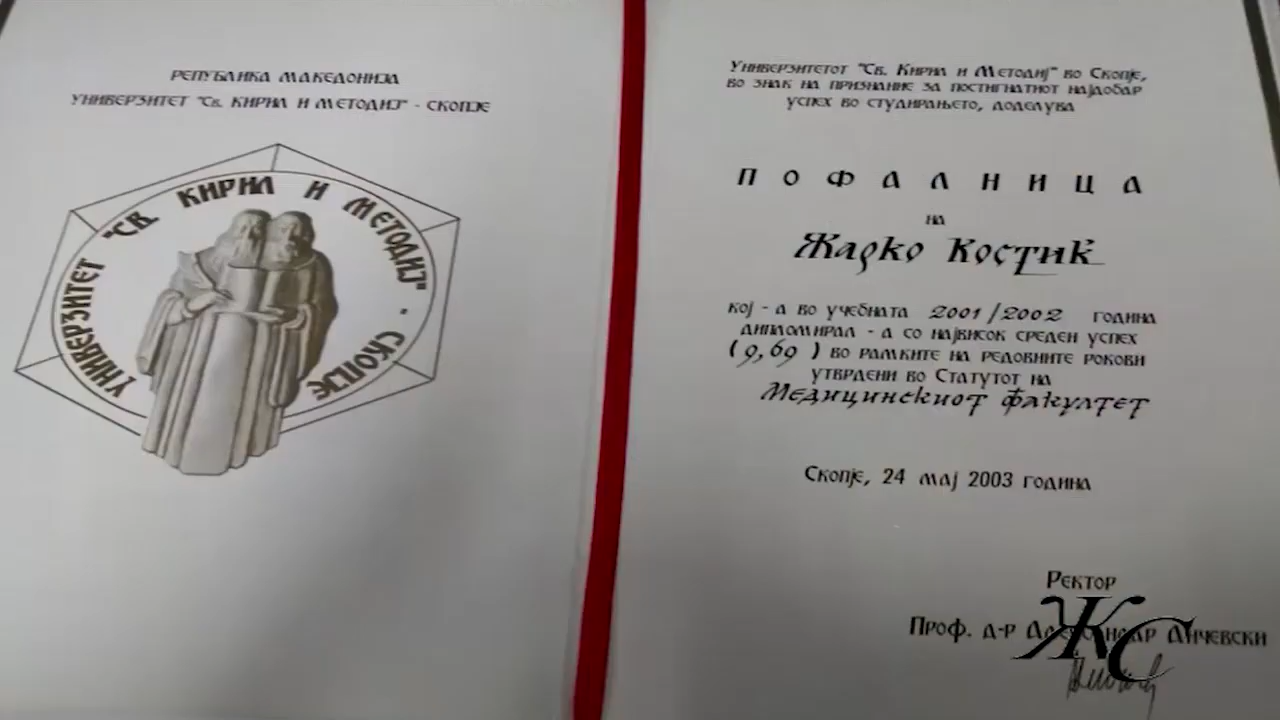 РЕПУБЛИКА МАКЕДОНИЈА
УНИВЕРЗИТЕТ "Св. КИРИЛ И МЕТОДИЈ" - СКОПЈЕ
УНИВЕРЗИТЕТ "СВ. КИРИЛ И МЕТОДИЈ" - СКОПЈЕ
Универзитетот "Св. Кирил и Методиј" во Скопје,
во знак на признание за постигнатиот најдобар
успех во студирањето, доделува
ПОФАЛНИЦА
на
Жарко Костиќ
кој - а во учебната 2001/2002 година
дипломирал - а со највисок среден успех
(9,69) во рамките на редовните рокови
утврдени во Статутот на
Медицинскиот факултет
Скопје, 24 мај 2003 година
Ректор
Проф. д-р Анчевски
ЖС